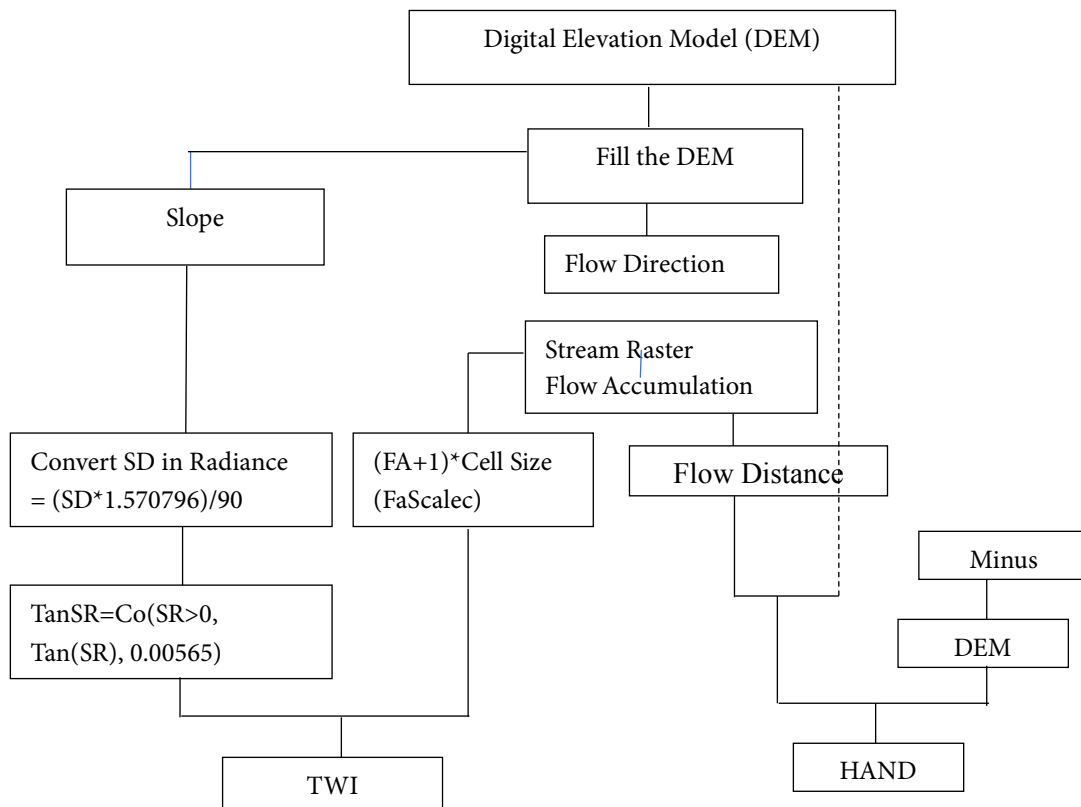 Digital Elevation Model (DEM)
Fill the DEM
Slope
Flow Direction
Stream Raster
Flow Accumulation
Convert SD in Radiance
= (SD*1.570796)/90
(FA+1)*Cell Size
(FaScalec)
Flow Distance
Minus
TanSR=Co(SR>0,
Tan(SR), 0.00565)
DEM
TWI
HAND